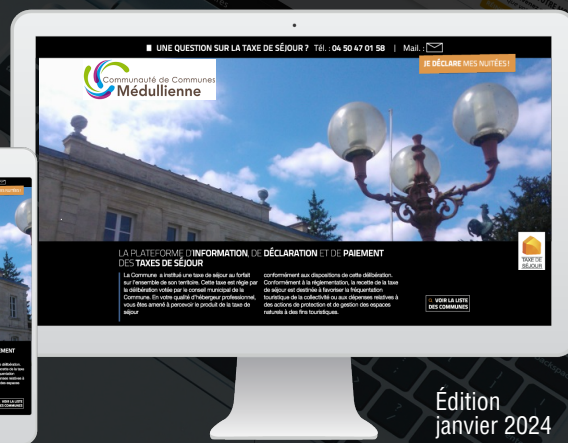 UNE QUESTION SUR LA TAXE DE SÉJOUR ? Tél. : 04 50 47 01 58 | Mail. :
JE DÉCLARE MES NUITÉES !
Communauté de Communes
Médullienne
LA PLATEFORME D'INFORMATION, DE DÉCLARATION ET DE PAIEMENT
DES TAXES DE SÉJOUR
La Commune a institué une taxe de séjour au forfait
sur l'ensemble de son territoire. Cette taxe est régie par
la délibération votée par le conseil municipal de la
Commune. En votre qualité d'hébergeur professionnel,
vous êtes amené à percevoir le produit de la taxe de
séjour
conformément aux dispositions de cette délibération.
Conformément à la réglementation, la recette de la taxe
de séjour est destinée à favoriser la fréquentation
touristique de la collectivité ou aux dépenses relatives à
des actions de protection et de gestion des espaces
naturels à des fins touristiques.
TAXE DE
SÉJOUR
VOIR LA LISTE
DES COMMUNES
VOIR LA LISTE
DES COMMUNES
Édition
janvier 2024